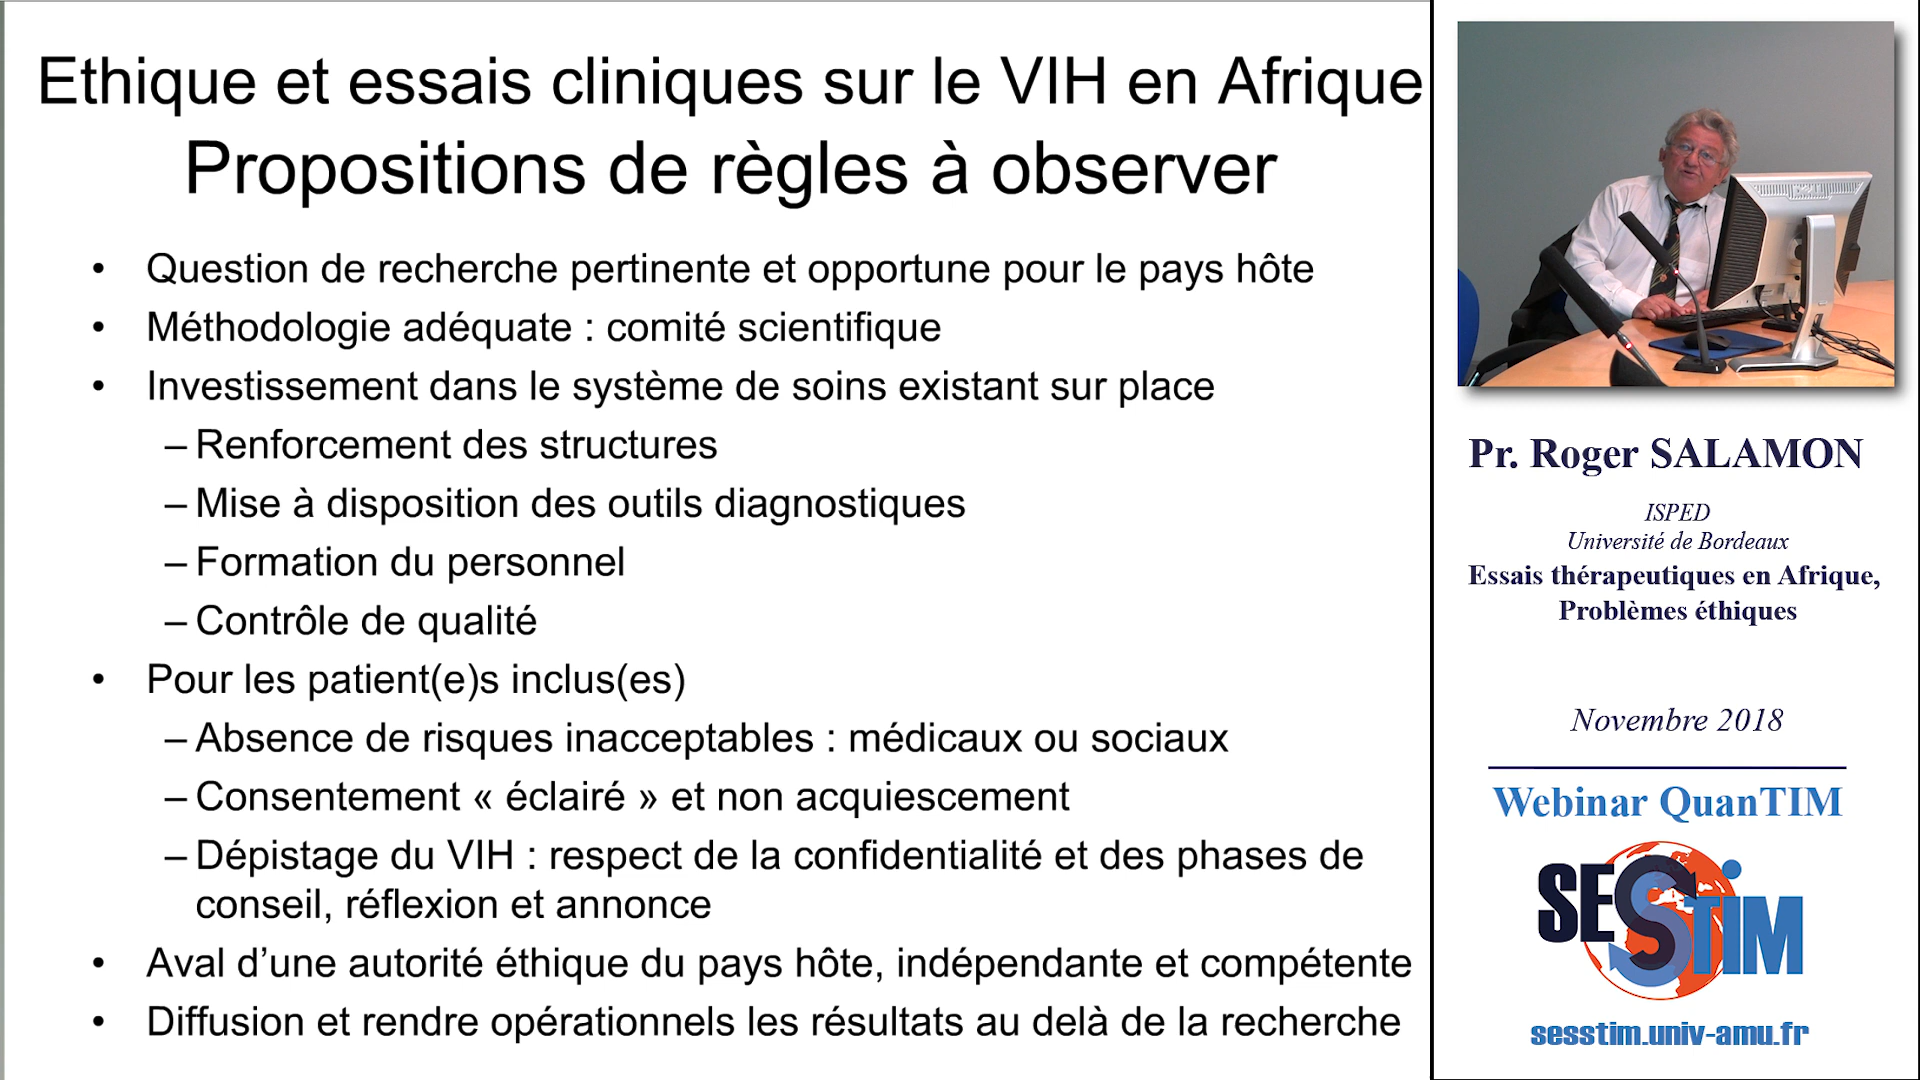 Ethique et essais cliniques sur le VIH en Afrique
Propositions de règles à observer
• Question de recherche pertinente et opportune pour le pays hôte
• Méthodologie adéquate : comité scientifique
• Investissement dans le système de soins existant sur place
– Renforcement des structures
– Mise à disposition des outils diagnostiques
– Formation du personnel
– Contrôle de qualité
• Pour les patient(e)s inclus(es)
– Absence de risques inacceptables : médicaux ou sociaux
– Consentement « éclairé » et non acquiescement
– Dépistage du VIH : respect de la confidentialité et des phases de
conseil, réflexion et annonce
• Aval d’une autorité éthique du pays hôte, indépendante et compétente
• Diffusion et rendre opérationnels les résultats au delà de la recherche
Pr. Roger SALAMON
ISPED
Université de Bordeaux
Essais thérapeutiques en Afrique,
Problèmes éthiques
Novembre 2018
Webinar QuanTIM
SESSTIM
sesstim.univ-amu.fr